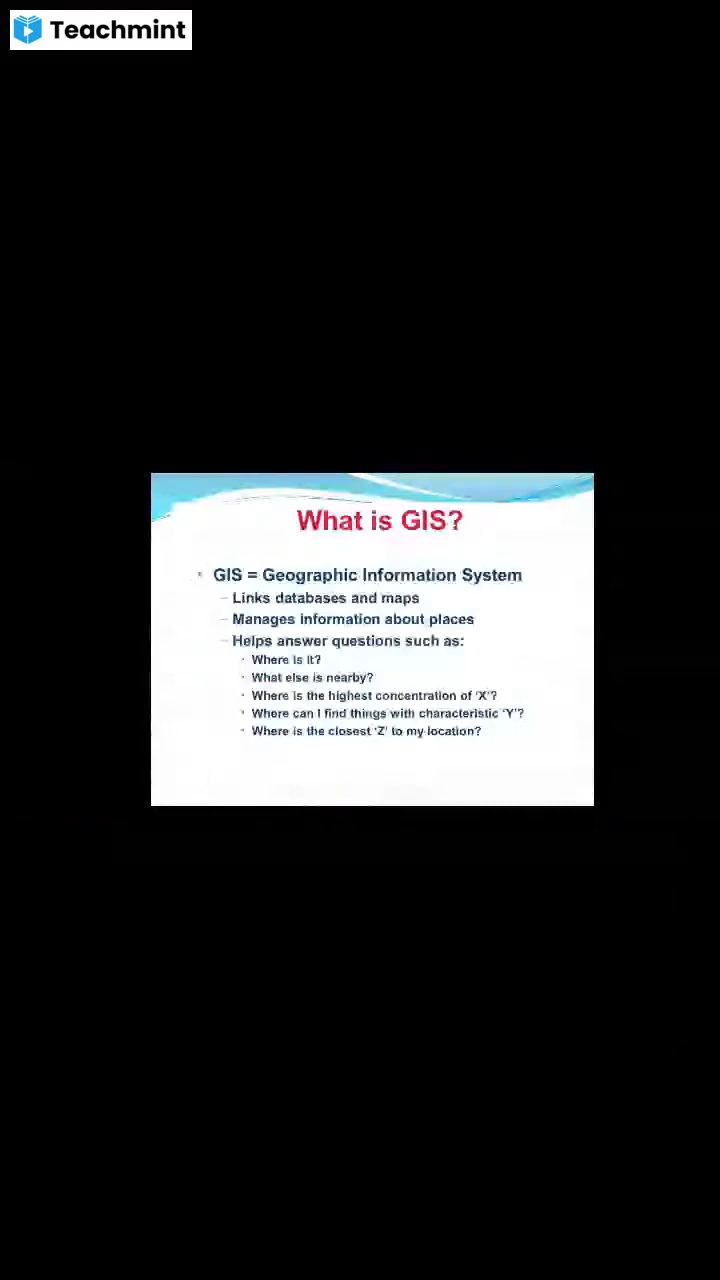 Teachmint
What is GIS?
• GIS = Geographic Information System
– Links databases and maps
– Manages information about places
– Helps answer questions such as:
• Where is it?
• What else is nearby?
• Where is the highest concentration of 'X'?
• Where can I find things with characteristic 'Y'?
• Where is the closest 'Z' to my location?